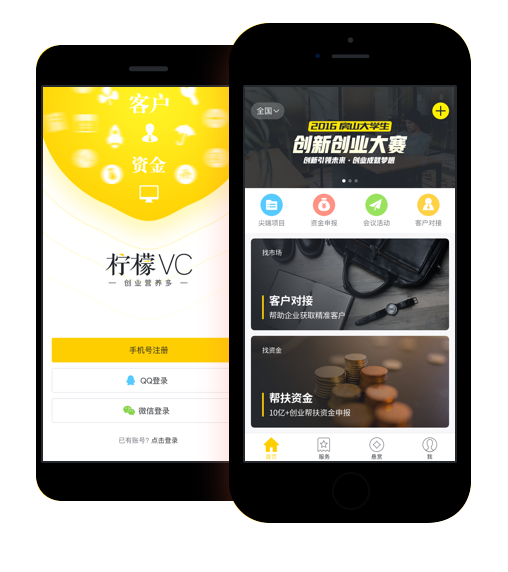 客户
资金
柠檬VC
创业营养多
手机号注册
QQ登录
微信登录
已有账号? 点击登录
全国
2016 房山大学生
创新创业大赛
创新引领未来·创业成就梦想
尖端项目
资金申报
会议活动
客户对接
找市场
客户对接
帮助企业获取精准客户
找资金
帮扶资金
10亿+创业帮扶资金申报
首页
服务
悬赏
我